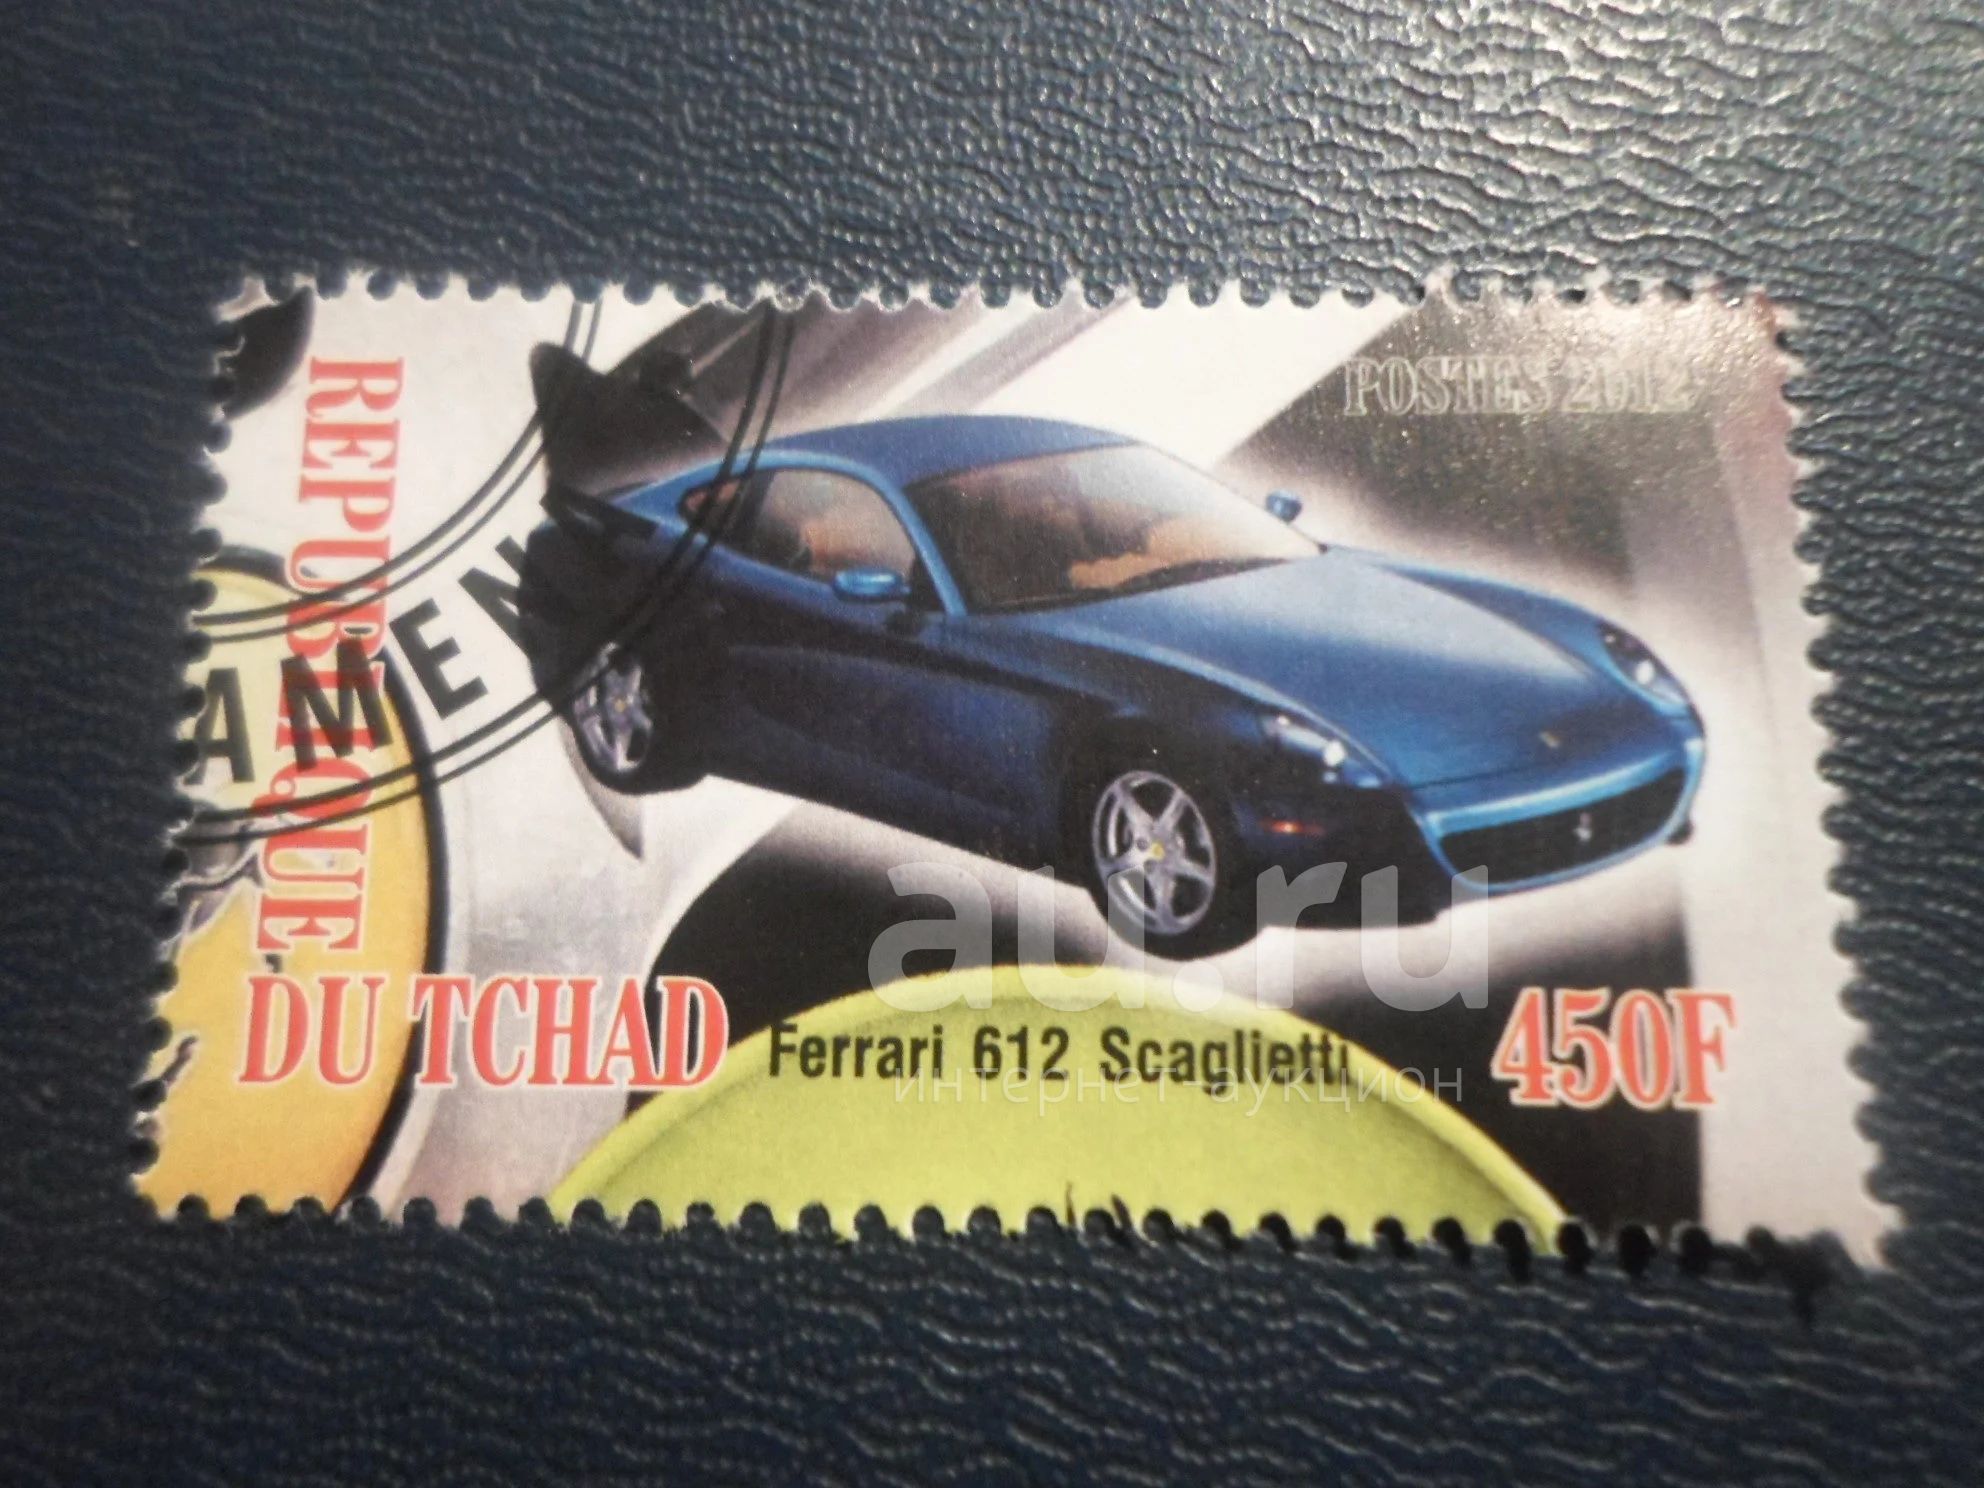 POSTES 2012
REPUBLIQUE
DU TCHAD
AMEN
Ferrari 612 Scaglietti
450F
au.ru
интернет-аукцион